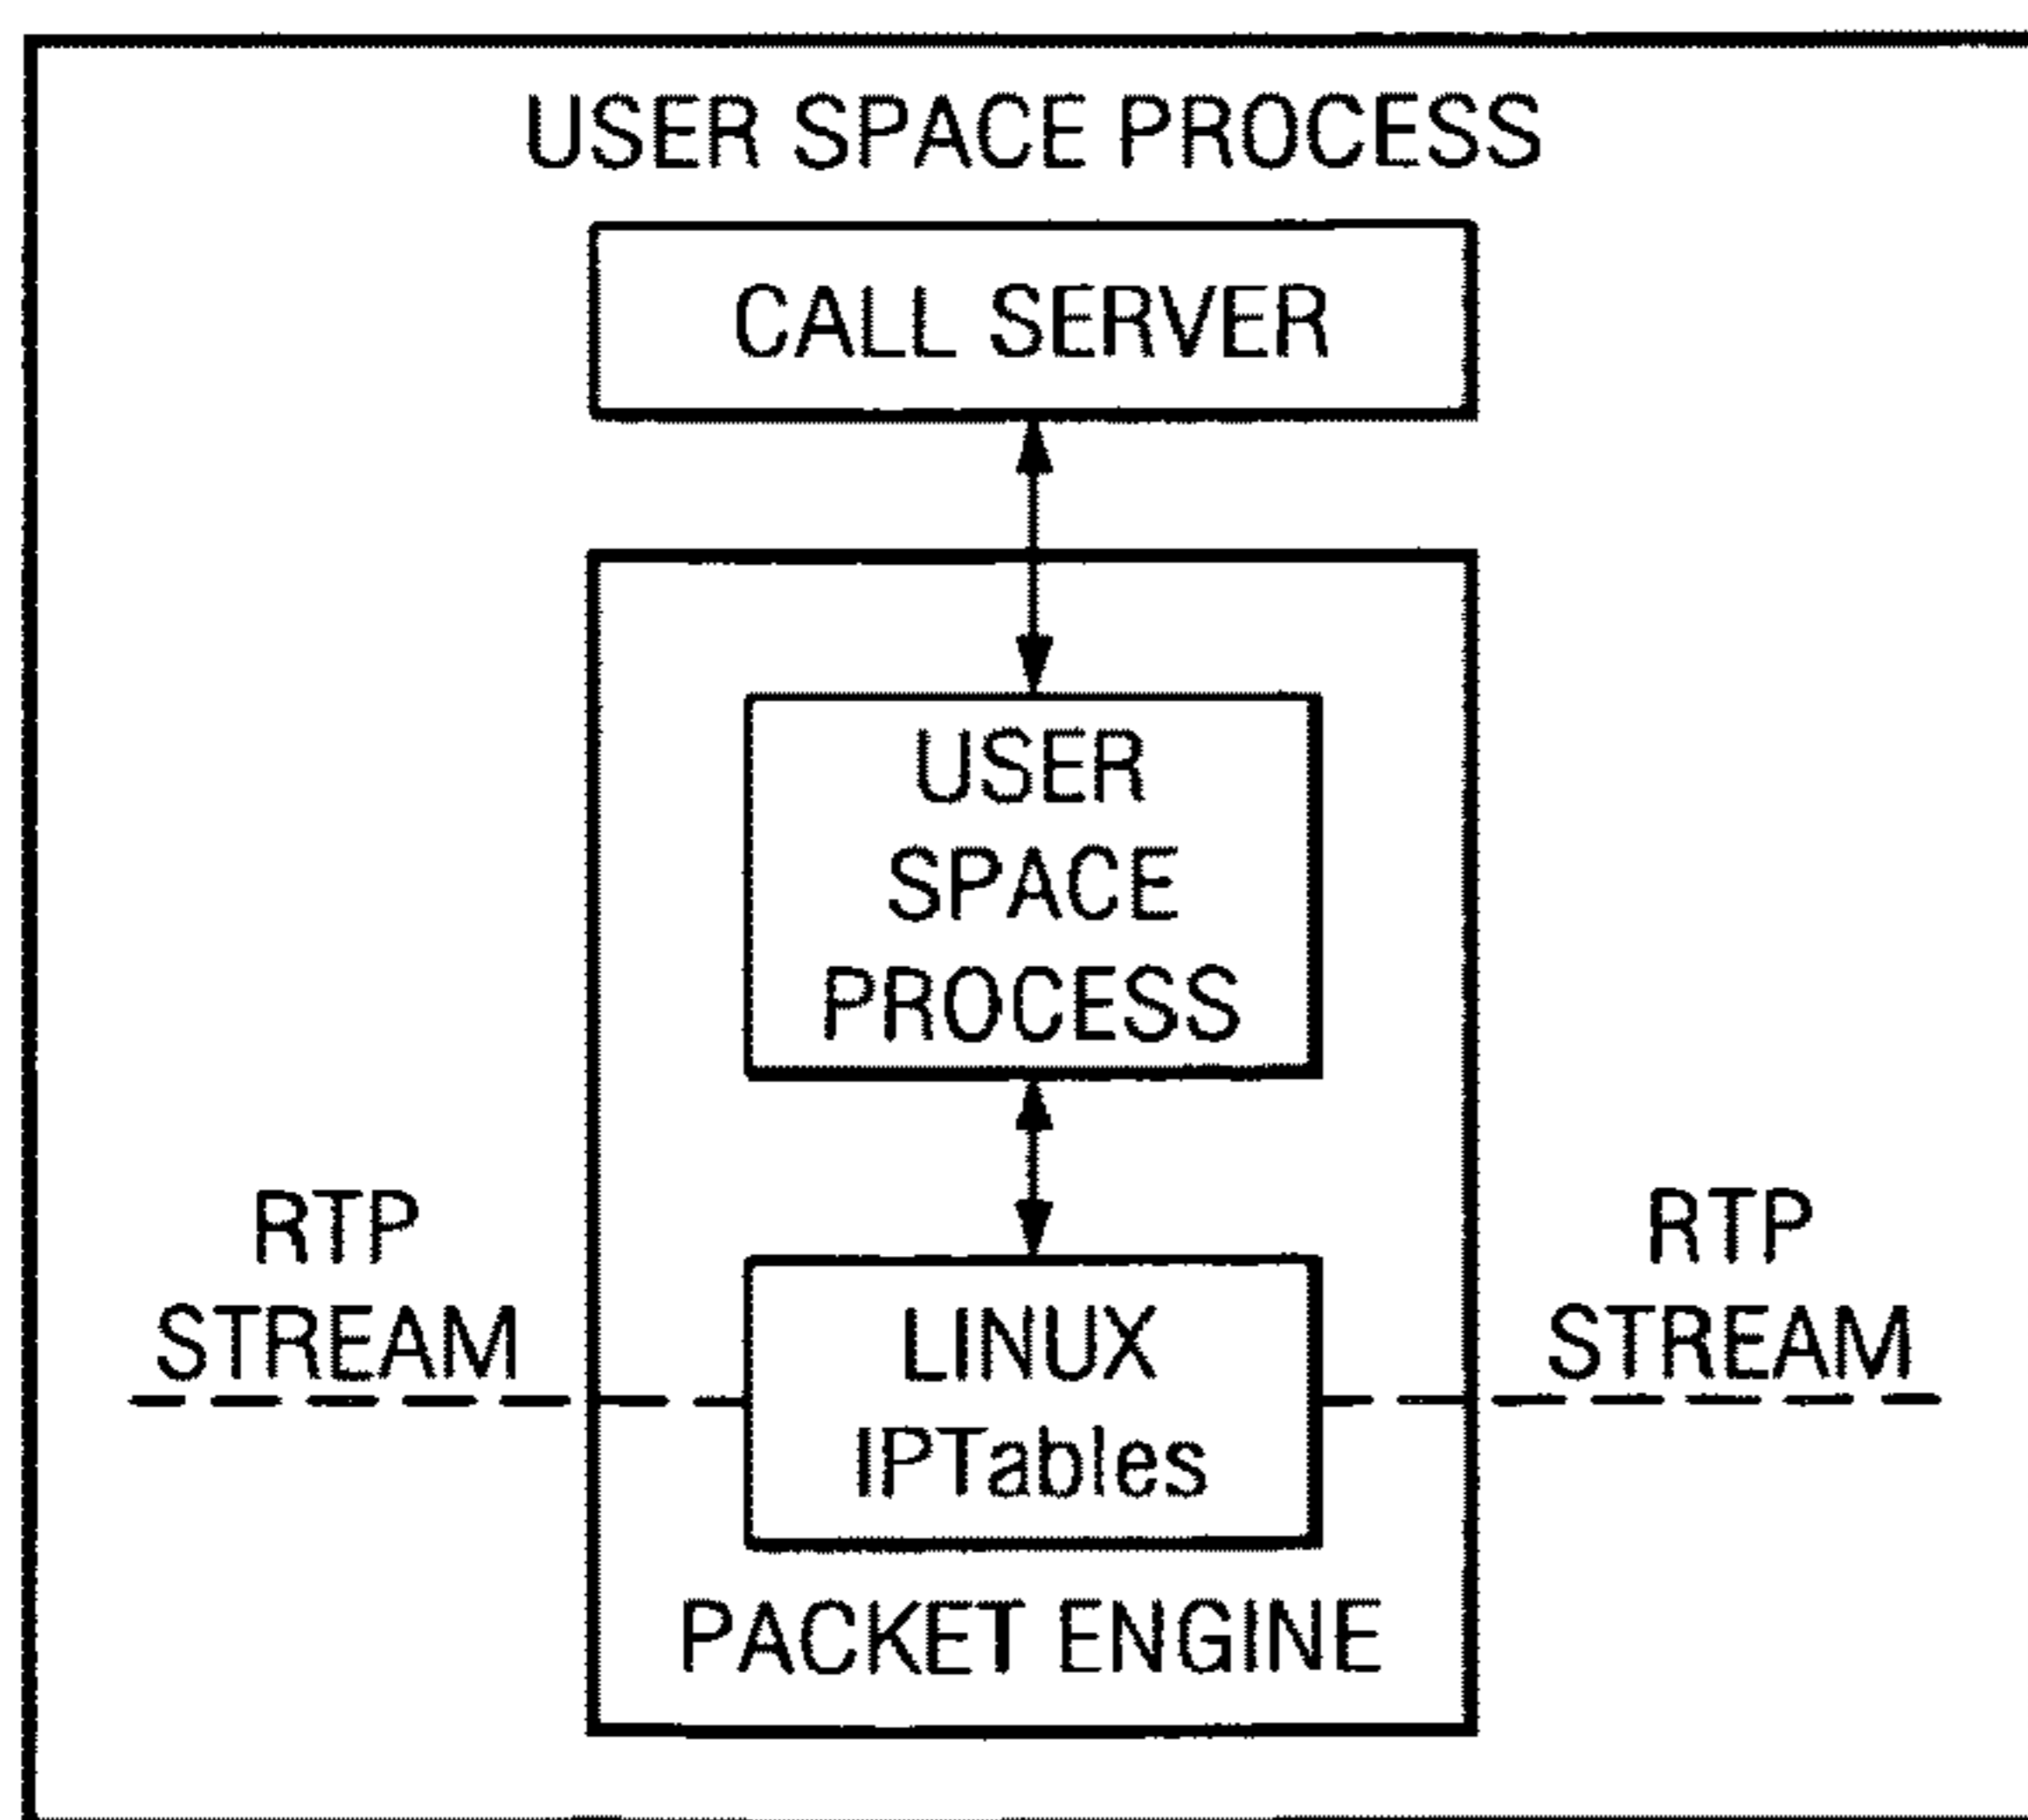 USER SPACE PROCESS
CALL SERVER
USER
SPACE
PROCESS
RTP
STREAM
LINUX
IPTables
RTP
STREAM
PACKET ENGINE